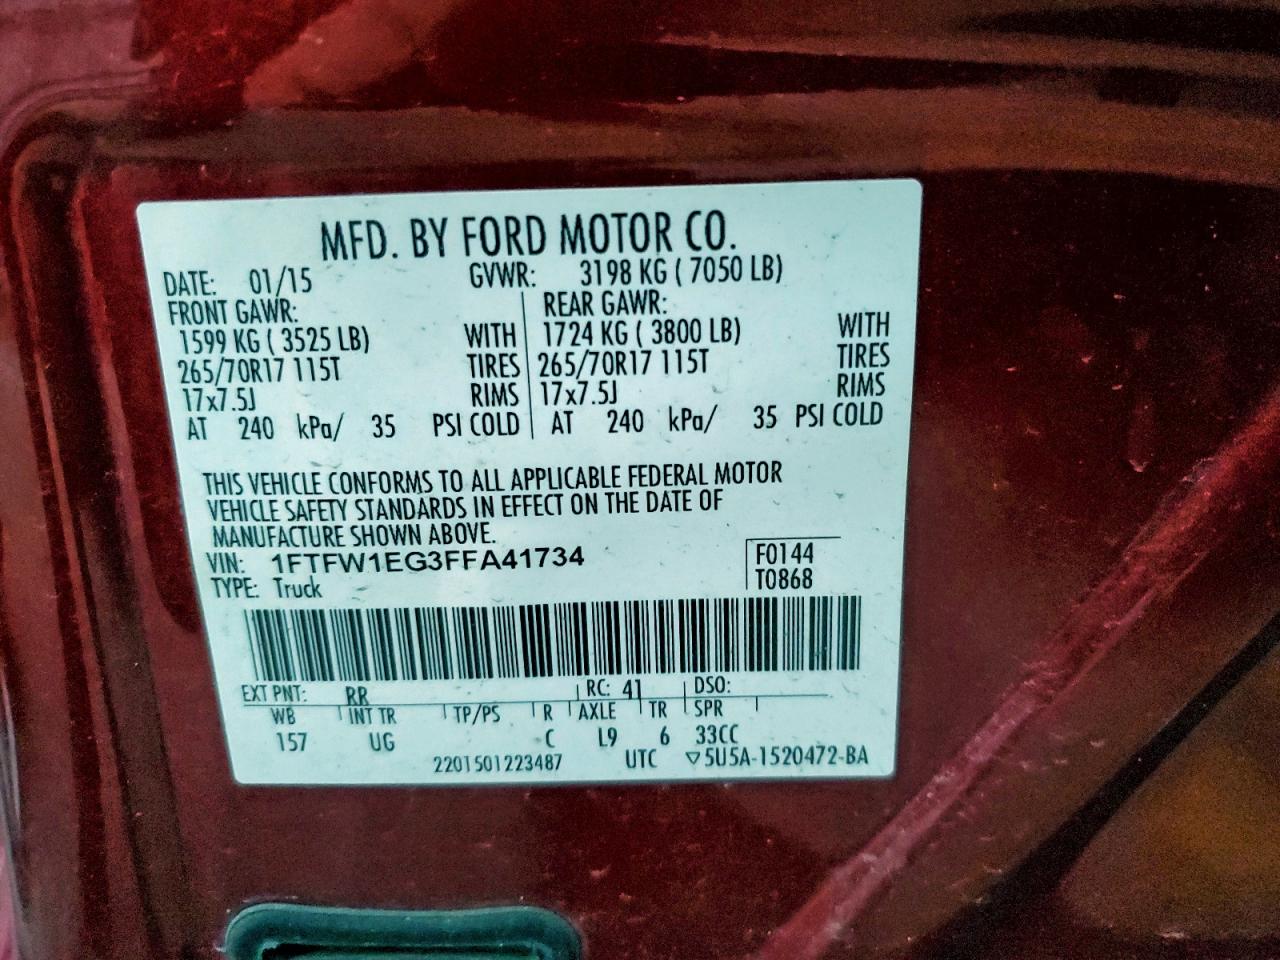 MFD. BY FORD MOTOR CO.
DATE: 01/15 GVWR: 3198 KG ( 7050 LB)
FRONT GAWR: REAR GAWR:
1599 KG ( 3525 LB) WITH 1724 KG ( 3800 LB) WITH
265/70R17 115T TIRES 265/70R17 115T TIRES
17x7.5J RIMS 17x7.5J RIMS
AT 240 kPa/ 35 PSI COLD AT 240 kPa/ 35 PSI COLD
THIS VEHICLE CONFORMS TO ALL APPLICABLE FEDERAL MOTOR
VEHICLE SAFETY STANDARDS IN EFFECT ON THE DATE OF
MANUFACTURE SHOWN ABOVE.
VIN: 1FTFW1EG3FFA41734 F0144
TYPE: Truck T0868
EXT PNT: RR RC: 41 DSO:
WB INT TR TP/PS R AXLE TR SPR
157 UG C L9 6 33CC
2201501223487 UTC ▽5U5A-1520472-BA